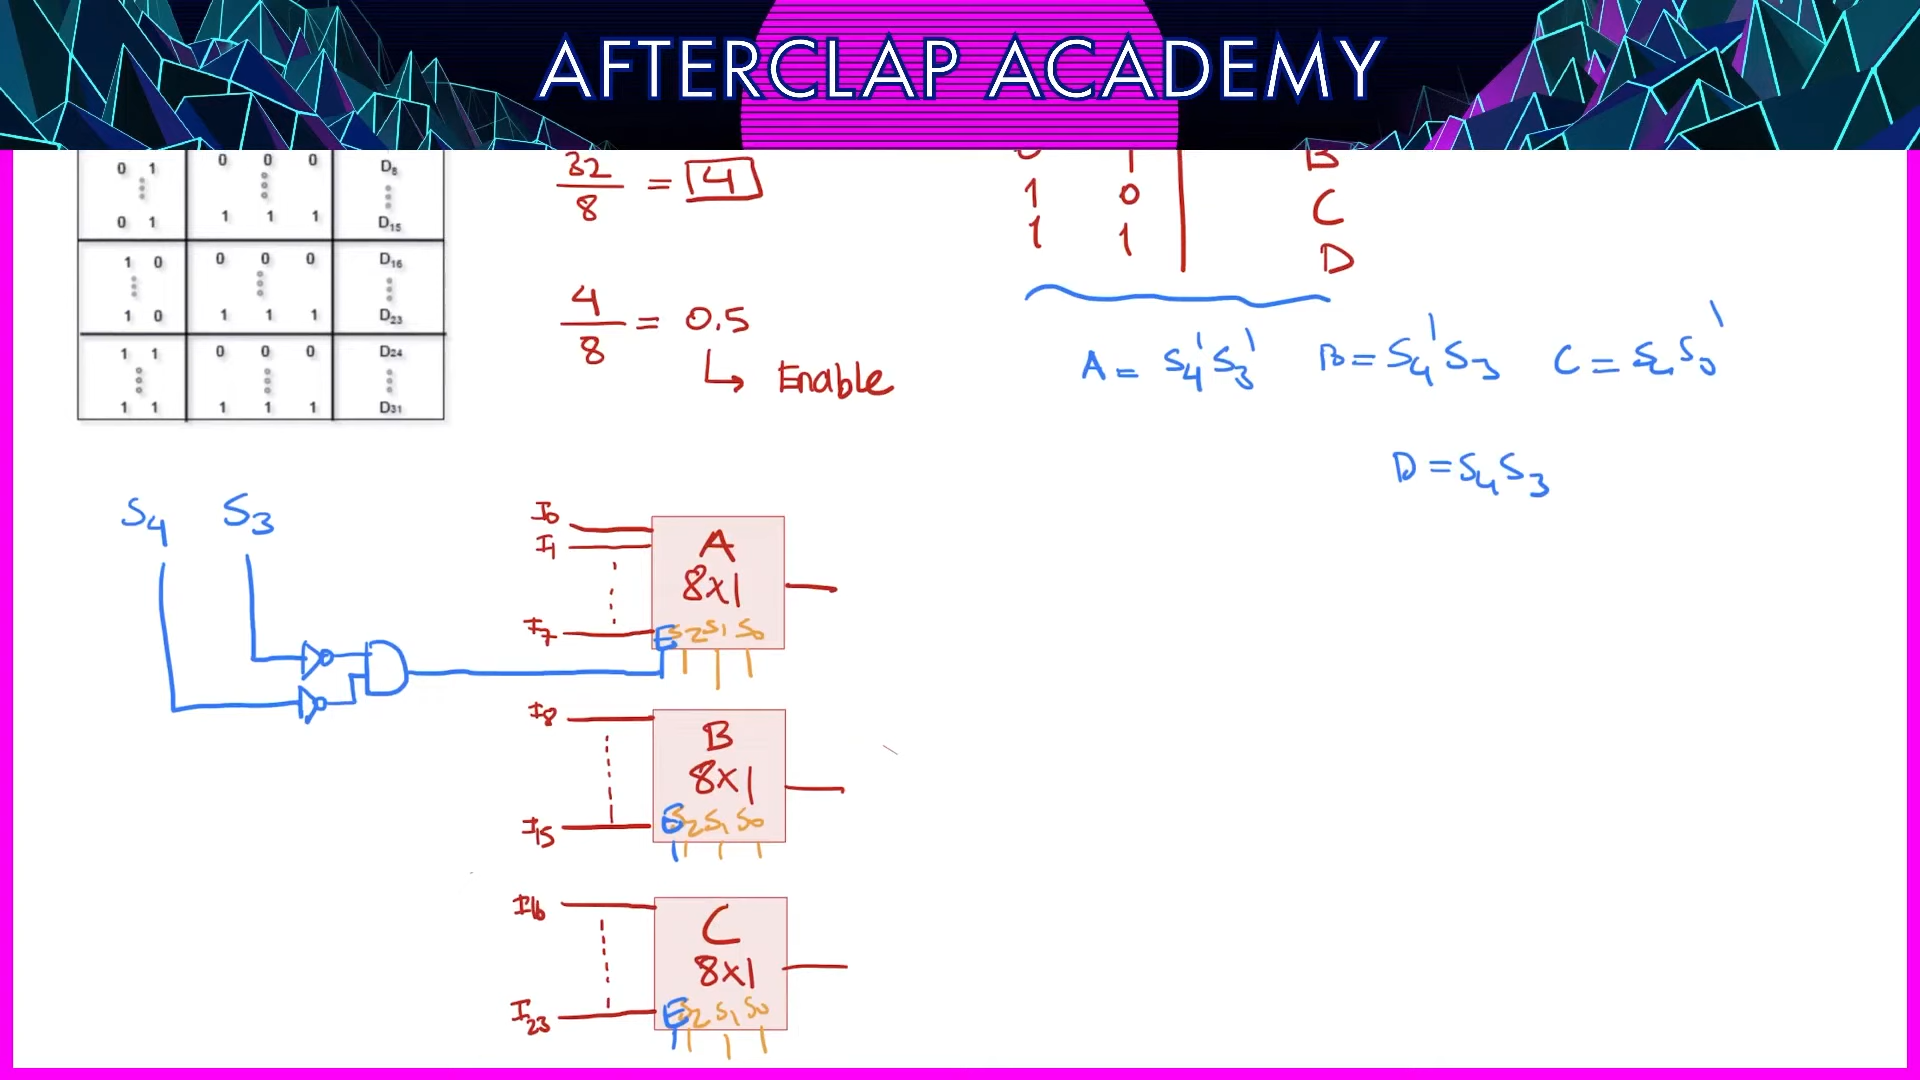 AFTERCLAP ACADEMY
0 1 0 0 0 D8
0 1 1 1 1 D15
1 0 0 0 0 D16
1 0 1 1 1 D23
1 1 0 0 0 D24
1 1 1 1 1 D31
32/8 = 4
4/8 = 0.5
Enable
0 1 B
1 0 C
1 1 D
A = S4'S3' B = S4'S3 C = S4S3'
D = S4S3
S4 S3
I0
I1
I7
A
8x1
E S2 S1 S0
I8
I15
B
8x1
E S2 S1 S0
I16
I23
C
8x1
E S2 S1 S0